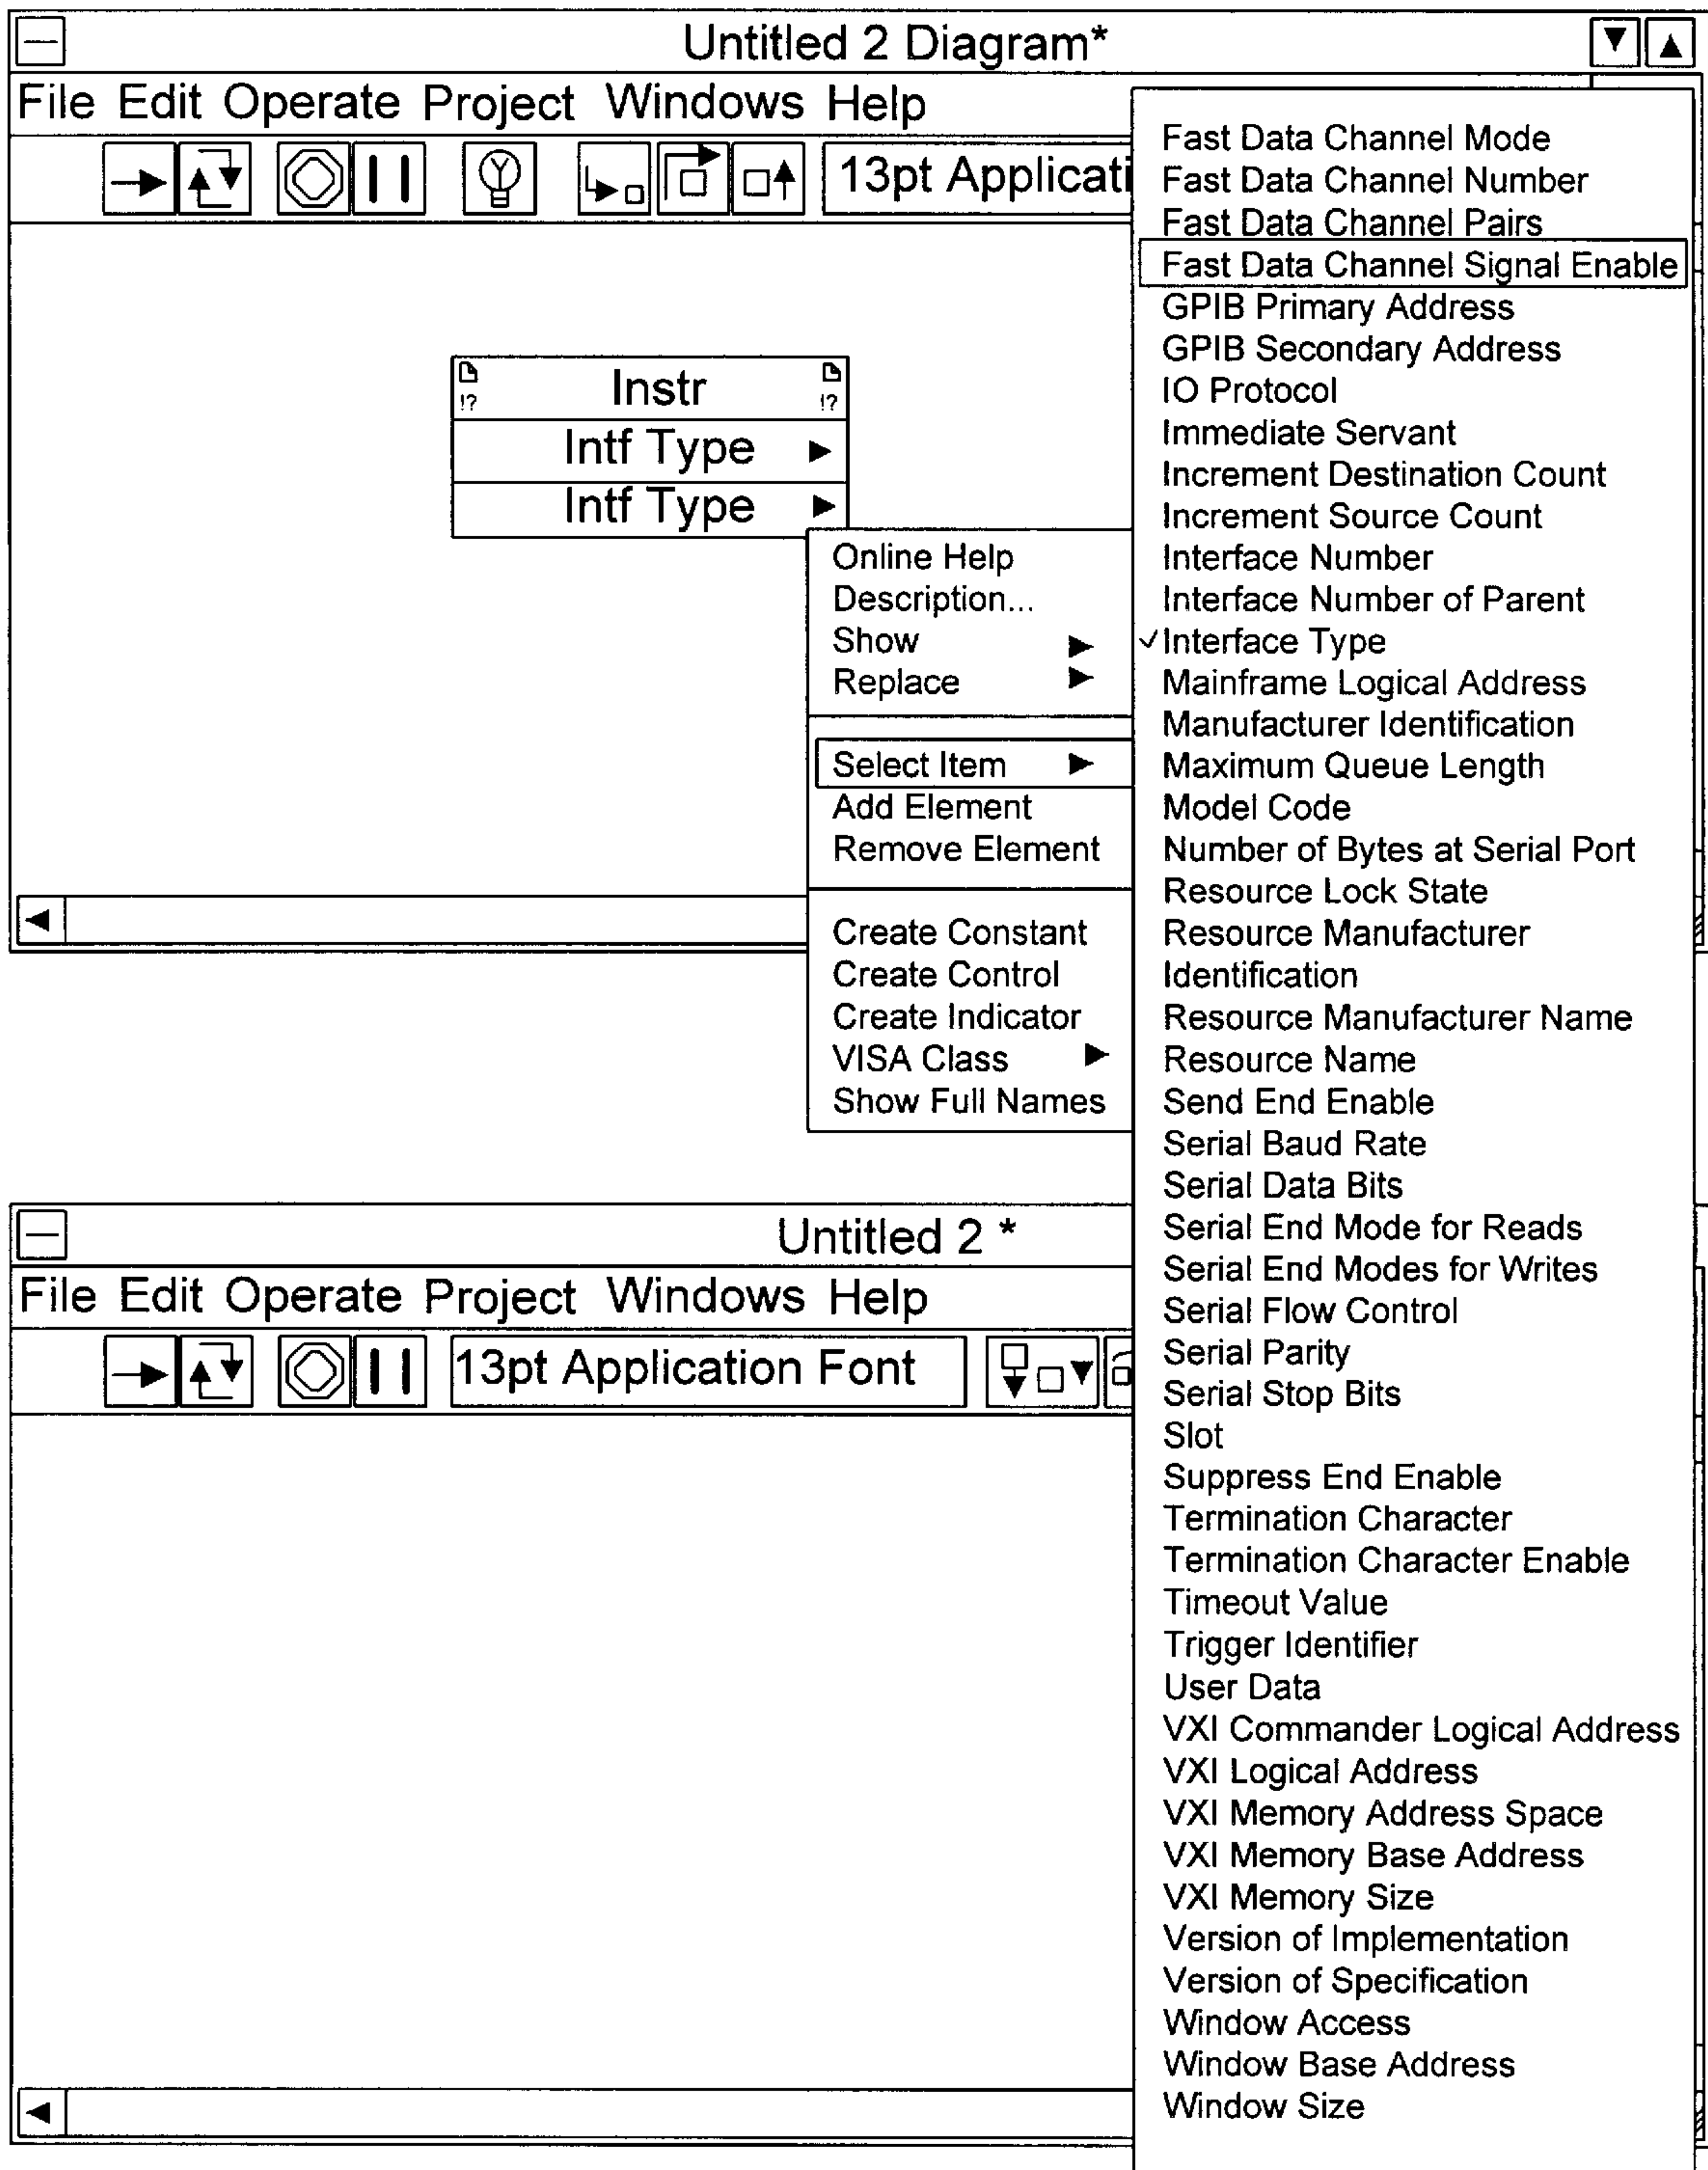 Untitled 2 Diagram*
File Edit Operate Project Windows Help
13pt Applicati
Instr
!? !?
Intf Type
Intf Type
Online Help
Description...
Show
Replace
Select Item
Add Element
Remove Element
Create Constant
Create Control
Create Indicator
VISA Class
Show Full Names
Fast Data Channel Mode
Fast Data Channel Number
Fast Data Channel Pairs
Fast Data Channel Signal Enable
GPIB Primary Address
GPIB Secondary Address
IO Protocol
Immediate Servant
Increment Destination Count
Increment Source Count
Interface Number
Interface Number of Parent
✓Interface Type
Mainframe Logical Address
Manufacturer Identification
Maximum Queue Length
Model Code
Number of Bytes at Serial Port
Resource Lock State
Resource Manufacturer
Identification
Resource Manufacturer Name
Resource Name
Send End Enable
Serial Baud Rate
Serial Data Bits
Serial End Mode for Reads
Serial End Modes for Writes
Serial Flow Control
Serial Parity
Serial Stop Bits
Slot
Suppress End Enable
Termination Character
Termination Character Enable
Timeout Value
Trigger Identifier
User Data
VXI Commander Logical Address
VXI Logical Address
VXI Memory Address Space
VXI Memory Base Address
VXI Memory Size
Version of Implementation
Version of Specification
Window Access
Window Base Address
Window Size
Untitled 2 *
File Edit Operate Project Windows Help
13pt Application Font